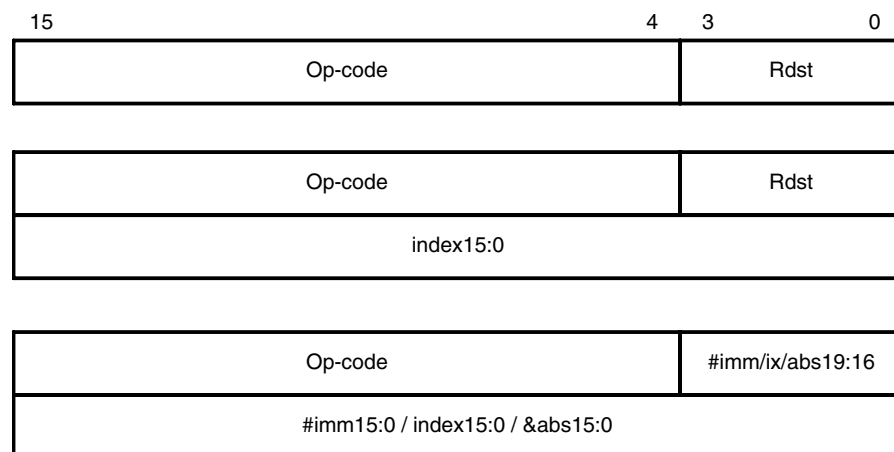 15 4 3 0
Op-code Rdst
Op-code Rdst
index15:0
Op-code #imm/ix/abs19:16
#imm15:0 / index15:0 / &abs15:0